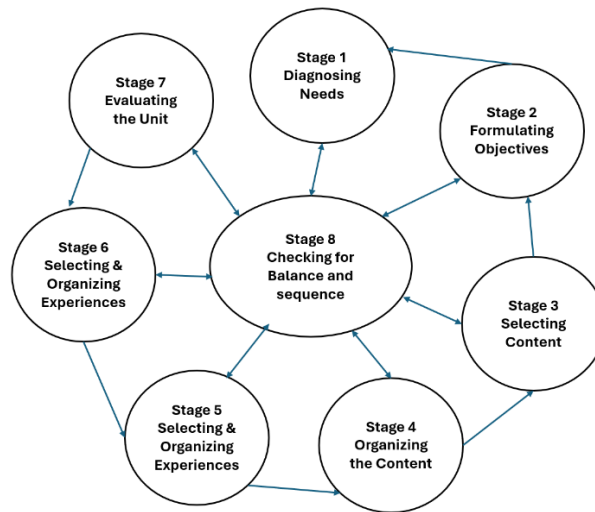 Stage 1
Diagnosing
Needs
Stage 2
Formulating
Objectives
Stage 3
Selecting
Content
Stage 4
Organizing
the Content
Stage 5
Selecting &
Organizing
Experiences
Stage 6
Selecting &
Organizing
Experiences
Stage 7
Evaluating
the Unit
Stage 8
Checking for
Balance and
sequence